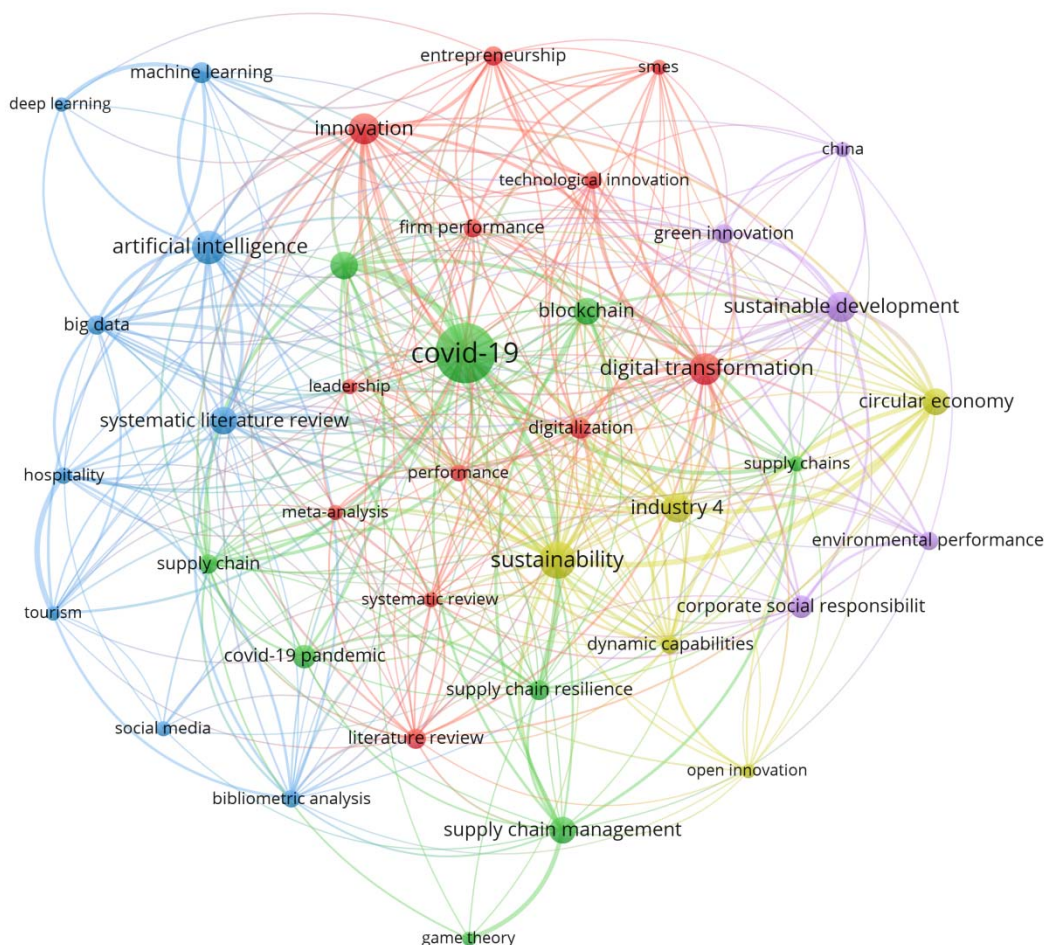 entrepreneurship
smes
machine learning
deep learning
innovation
china
technological innovation
firm performance
green innovation
artificial intelligence
sustainable development
blockchain
big data
covid-19
digital transformation
leadership
circular economy
systematic literature review
digitalization
hospitality
performance
supply chains
meta-analysis
industry 4
environmental performance
supply chain
sustainability
systematic review
corporate social responsibilit
tourism
dynamic capabilities
covid-19 pandemic
supply chain resilience
social media
literature review
open innovation
bibliometric analysis
supply chain management
game theory